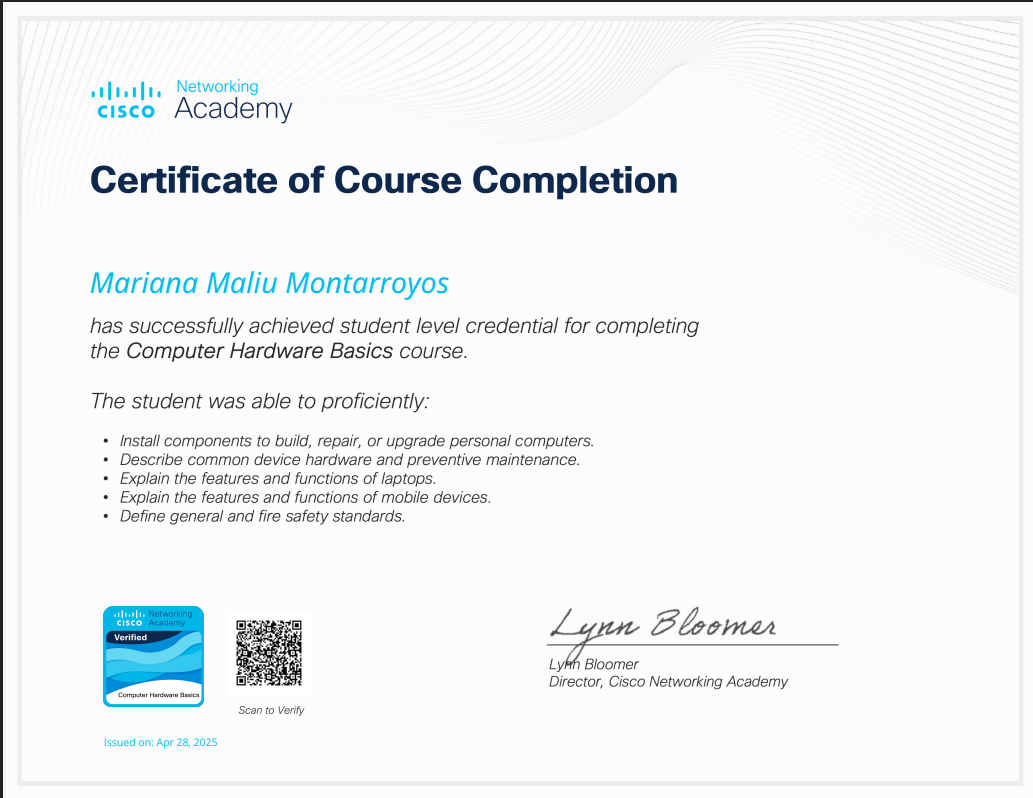 Networking
CISCO Academy
Certificate of Course Completion
Mariana Maliu Montarroyos
has successfully achieved student level credential for completing
the Computer Hardware Basics course.
The student was able to proficiently:
• Install components to build, repair, or upgrade personal computers.
• Describe common device hardware and preventive maintenance.
• Explain the features and functions of laptops.
• Explain the features and functions of mobile devices.
• Define general and fire safety standards.
Networking
CISCO Academy
Verified
Computer Hardware Basics
Scan to Verify
Lynn Bloomer
Lynn Bloomer
Director, Cisco Networking Academy
Issued on: Apr 28, 2025